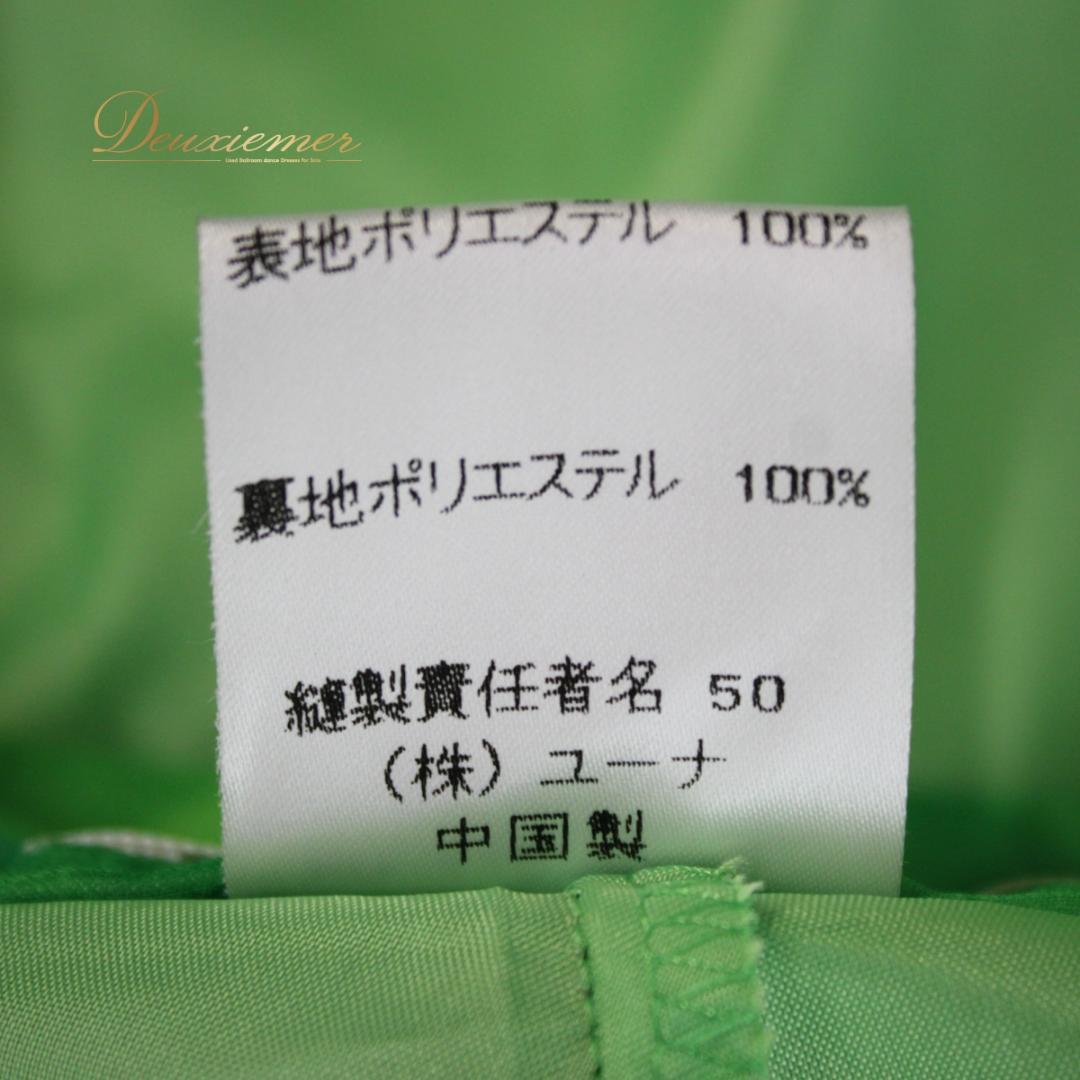 Deuxiemer
Used Ballroom dance Dresses for Sale
表地ポリエステル 100%
裏地ポリエステル 100%
縫製責任者名 50
(株) ユーナ
中国製